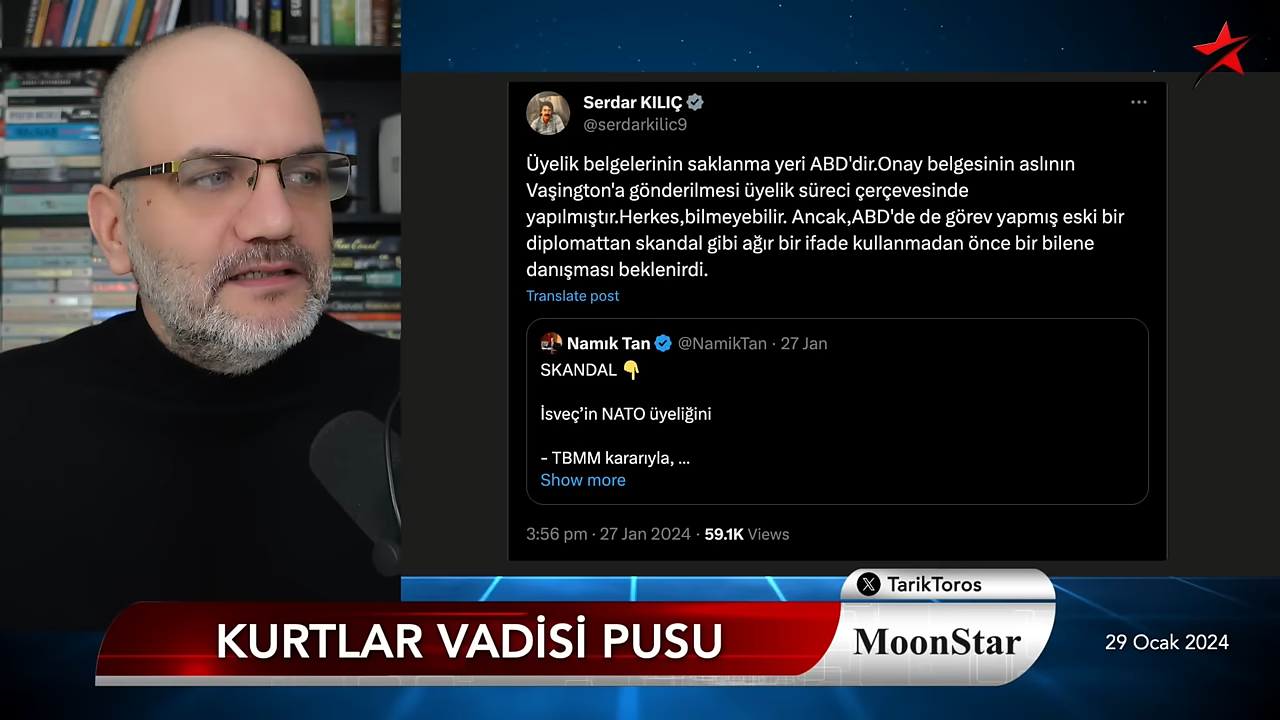 Serdar KILIÇ
@serdarkilic9
Üyelik belgelerinin saklanma yeri ABD'dir.Onay belgesinin aslının
Vaşington'a gönderilmesi üyelik süreci çerçevesinde
yapılmıştır.Herkes,bilmeyebilir. Ancak,ABD'de de görev yapmış eski bir
diplomattan skandal gibi ağır bir ifade kullanmadan önce bir bilene
danışması beklenirdi.
Translate post
Namık Tan @NamikTan · 27 Jan
SKANDAL 👇
İsveç’in NATO üyeliğini
- TBMM kararıyla, ...
Show more
3:56 pm · 27 Jan 2024 · 59.1K Views
TarikToros
KURTLAR VADİSİ PUSU
MoonStar
29 Ocak 2024